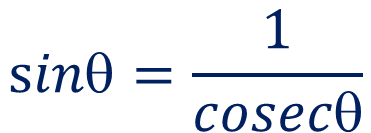 sinθ = 1/cosecθ